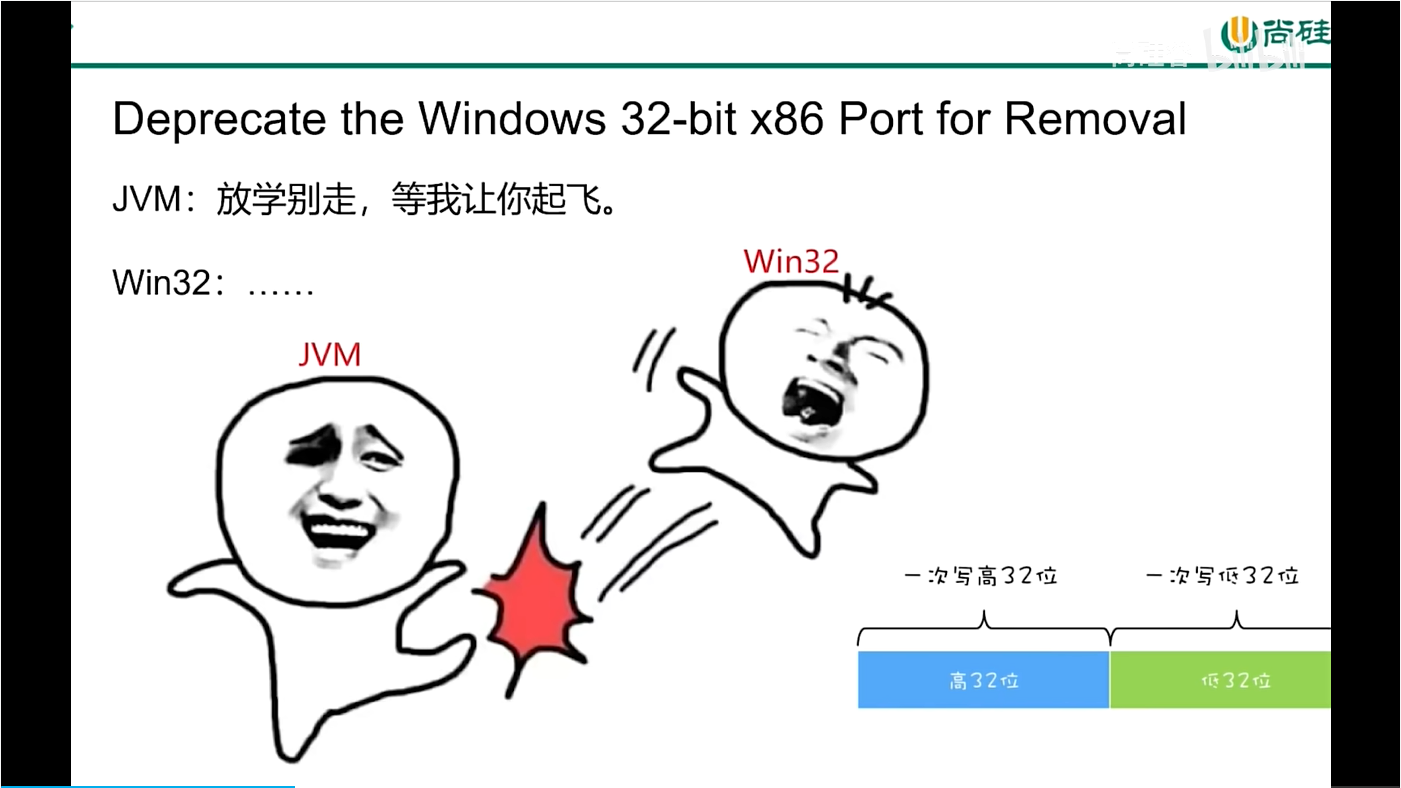 尚硅
bilibili
Deprecate the Windows 32-bit x86 Port for Removal
JVM：放学别走，等我让你起飞。
Win32：……
Win32
JVM
一次写高32位 一次写低32位
高32位 低32位